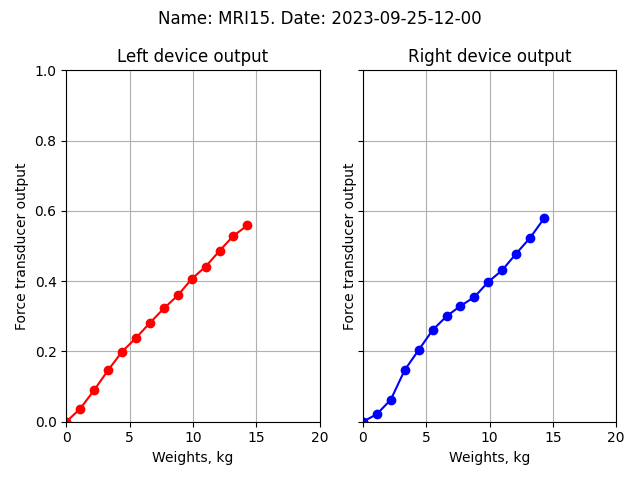 Name: MRI15. Date: 2023-09-25-12-00
Left device output
Right device output
1.0
0.8
0.6
0.4
0.2
0.0
Force transducer output
Force transducer output
0 5 10 15 20
0 5 10 15 20
Weights, kg
Weights, kg